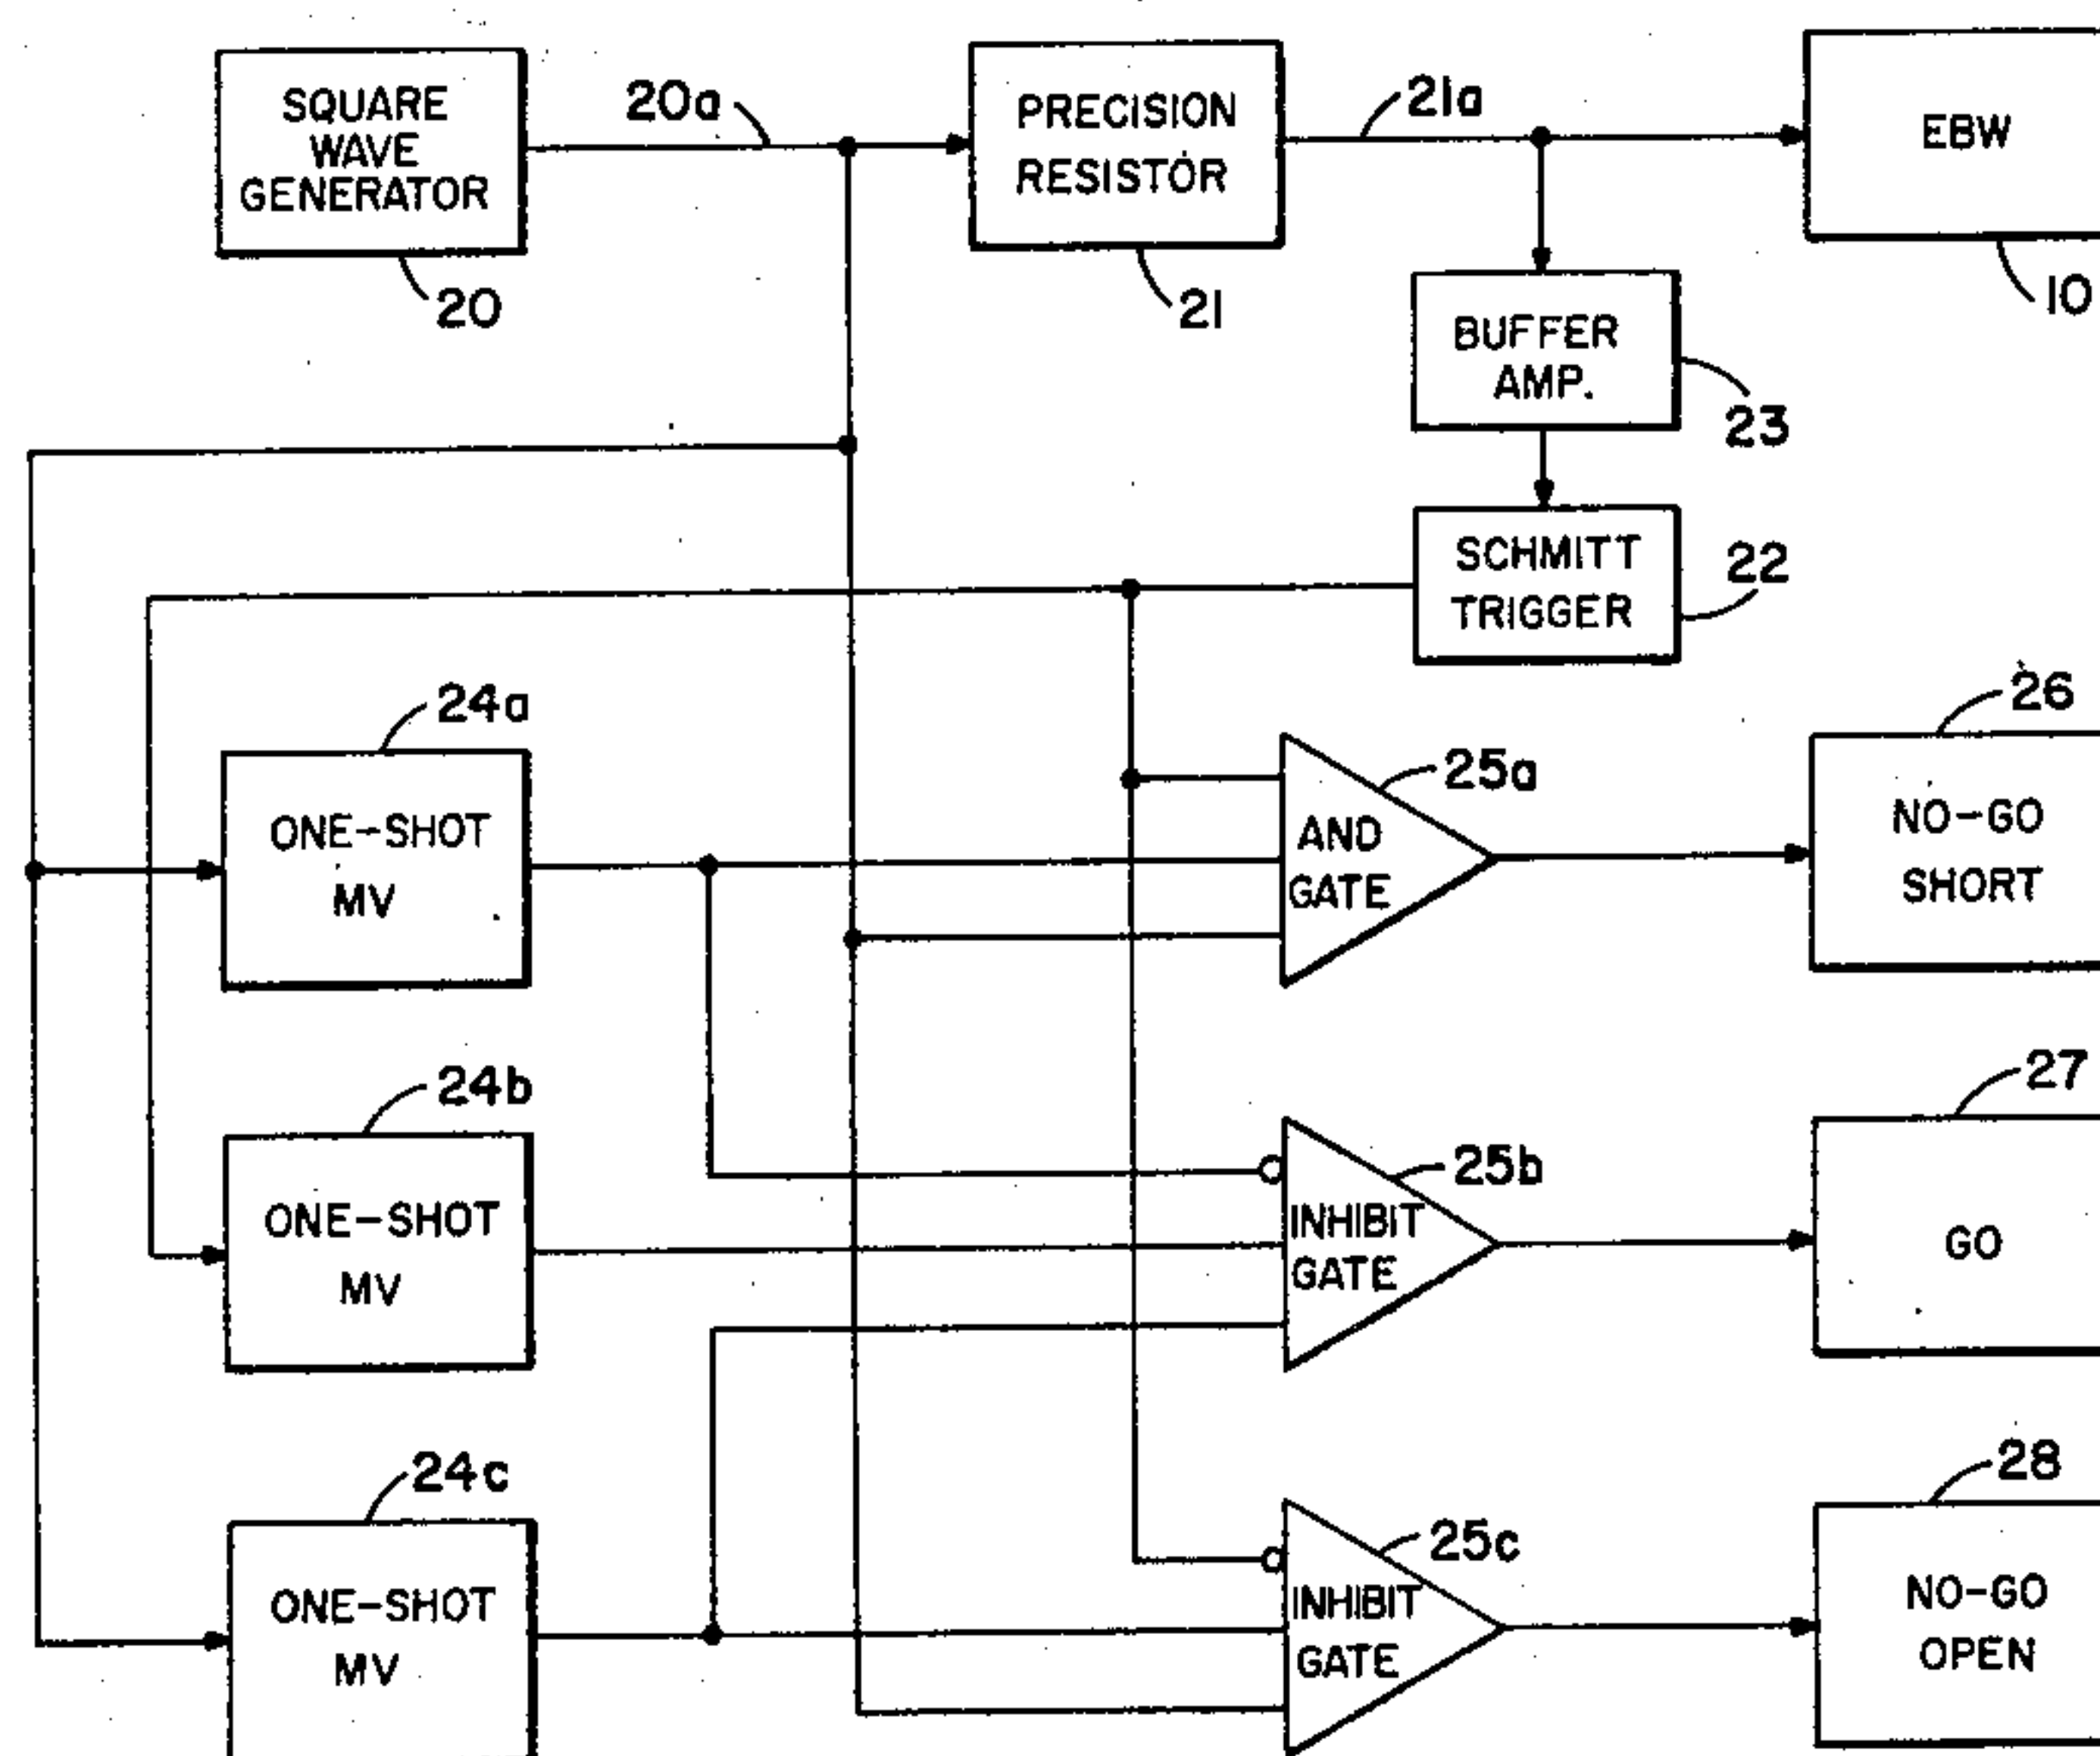 SQUARE
WAVE
GENERATOR
20a
PRECISION
RESISTOR
21a
EBW
20
21
10
BUFFER
AMP.
23
SCHMITT
TRIGGER
22
24a
ONE-SHOT
MV
25a
AND
GATE
26
NO-GO
SHORT
24b
ONE-SHOT
MV
25b
INHIBIT
GATE
27
GO
24c
ONE-SHOT
MV
25c
INHIBIT
GATE
28
NO-GO
OPEN